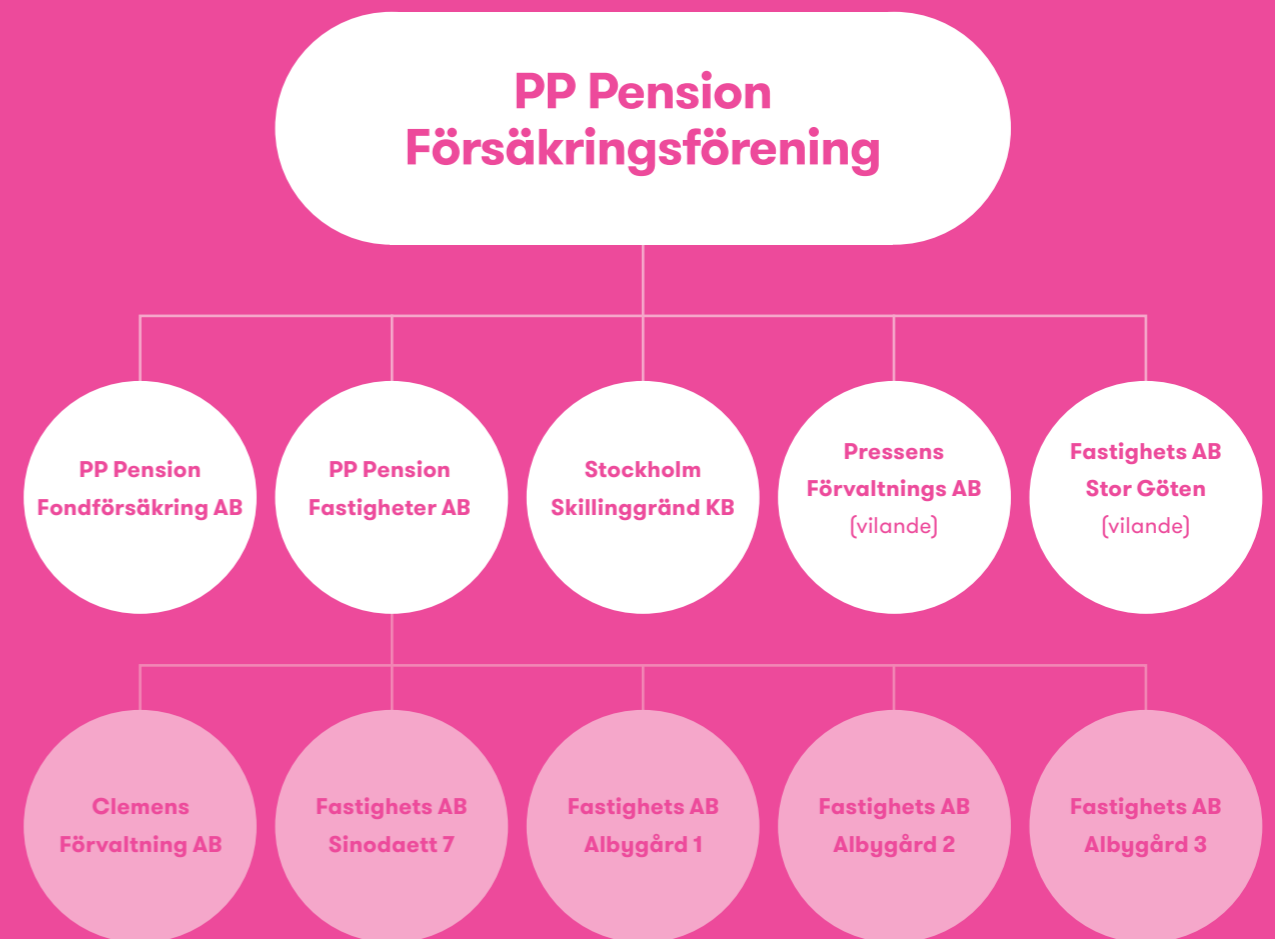 PP Pension
Försäkringsförening
PP Pension
Fondförsäkring AB
PP Pension
Fastigheter AB
Stockholm
Skillinggränd KB
Pressens
Förvaltnings AB
(vilande)
Fastighets AB
Stor Göten
(vilande)
Clemens
Förvaltning AB
Fastighets AB
Sinodaett 7
Fastighets AB
Albygård 1
Fastighets AB
Albygård 2
Fastighets AB
Albygård 3